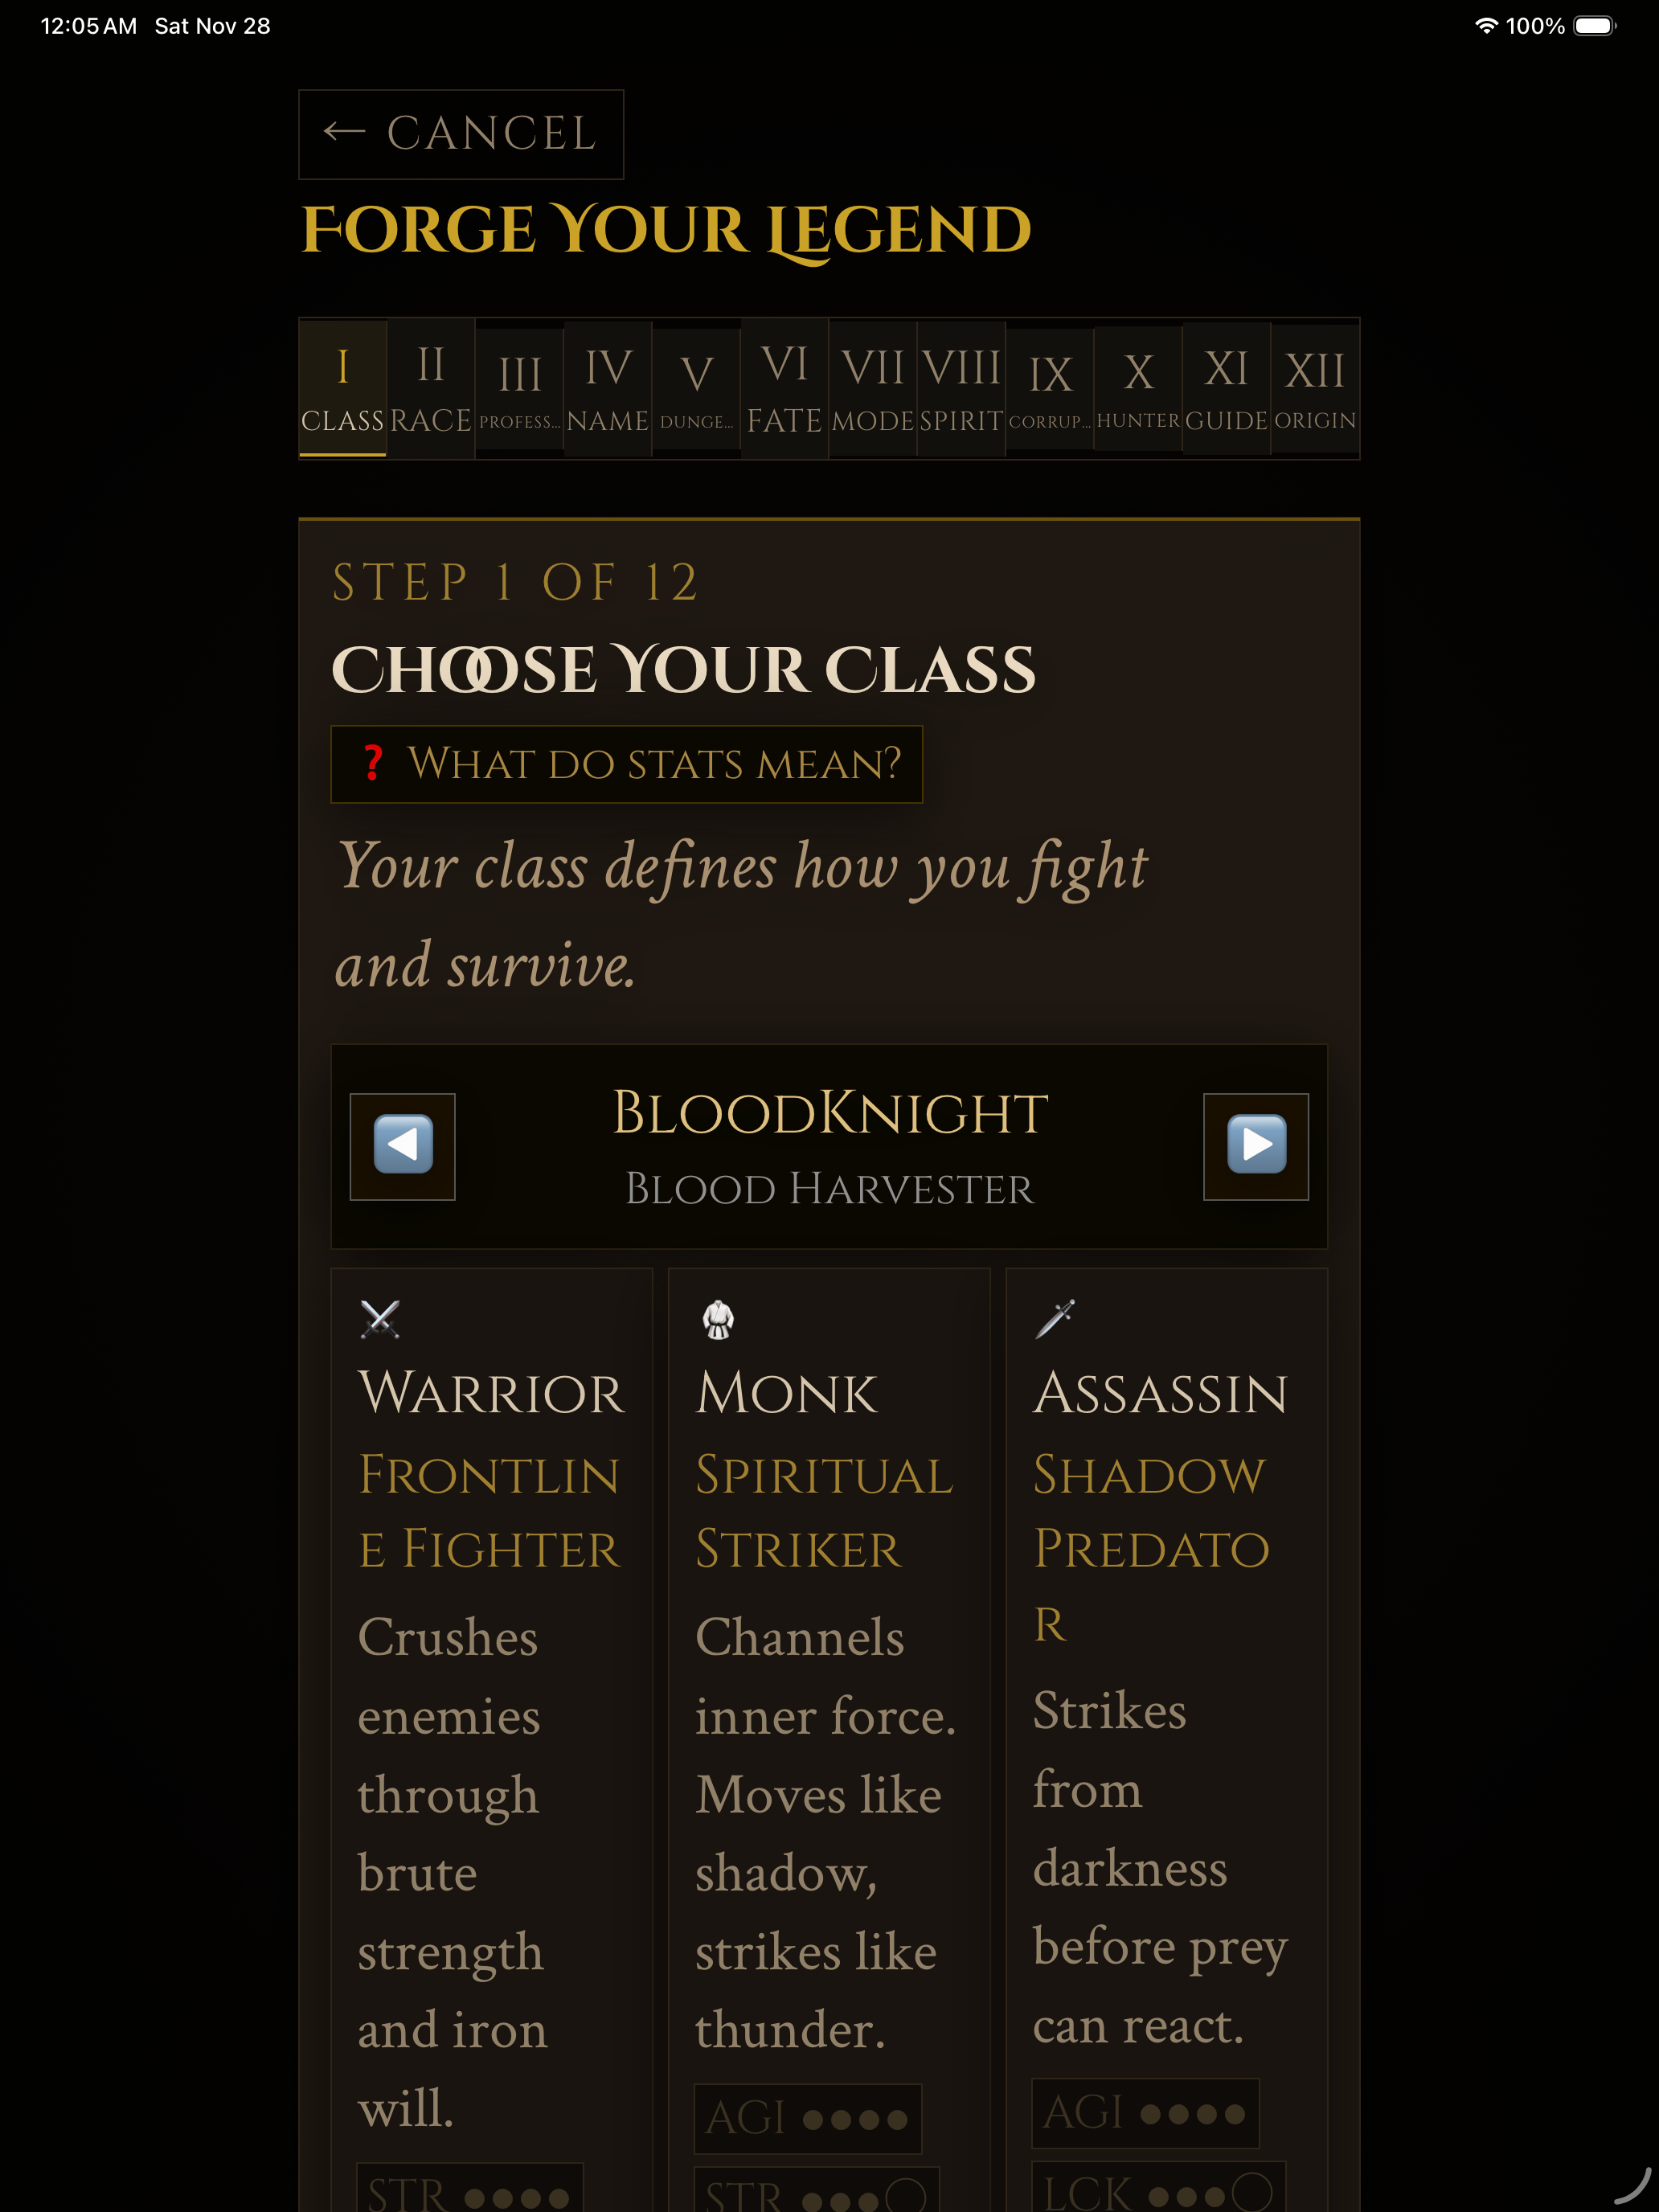 12:05 AM Sat Nov 28
100%
← CANCEL
Forge Your Legend
I
CLASS
II
RACE
III
PROFESS...
IV
NAME
V
DUNGE...
VI
FATE
VII
MODE
VIII
SPIRIT
IX
CORRUP...
X
HUNTER
XI
GUIDE
XII
ORIGIN
STEP 1 OF 12
Choose Your Class
❓ What do stats mean?
Your class defines how you fight
and survive.
BloodKnight
Blood Harvester
Warrior
Frontlin
e Fighter
Crushes
enemies
through
brute
strength
and iron
will.
STR ●●●●
Monk
Spiritual
Striker
Channels
inner force.
Moves like
shadow,
strikes like
thunder.
AGI ●●●●
STR ●●●○
Assassin
Shadow
Predato
r
Strikes
from
darkness
before prey
can react.
AGI ●●●●
LCK ●●●○